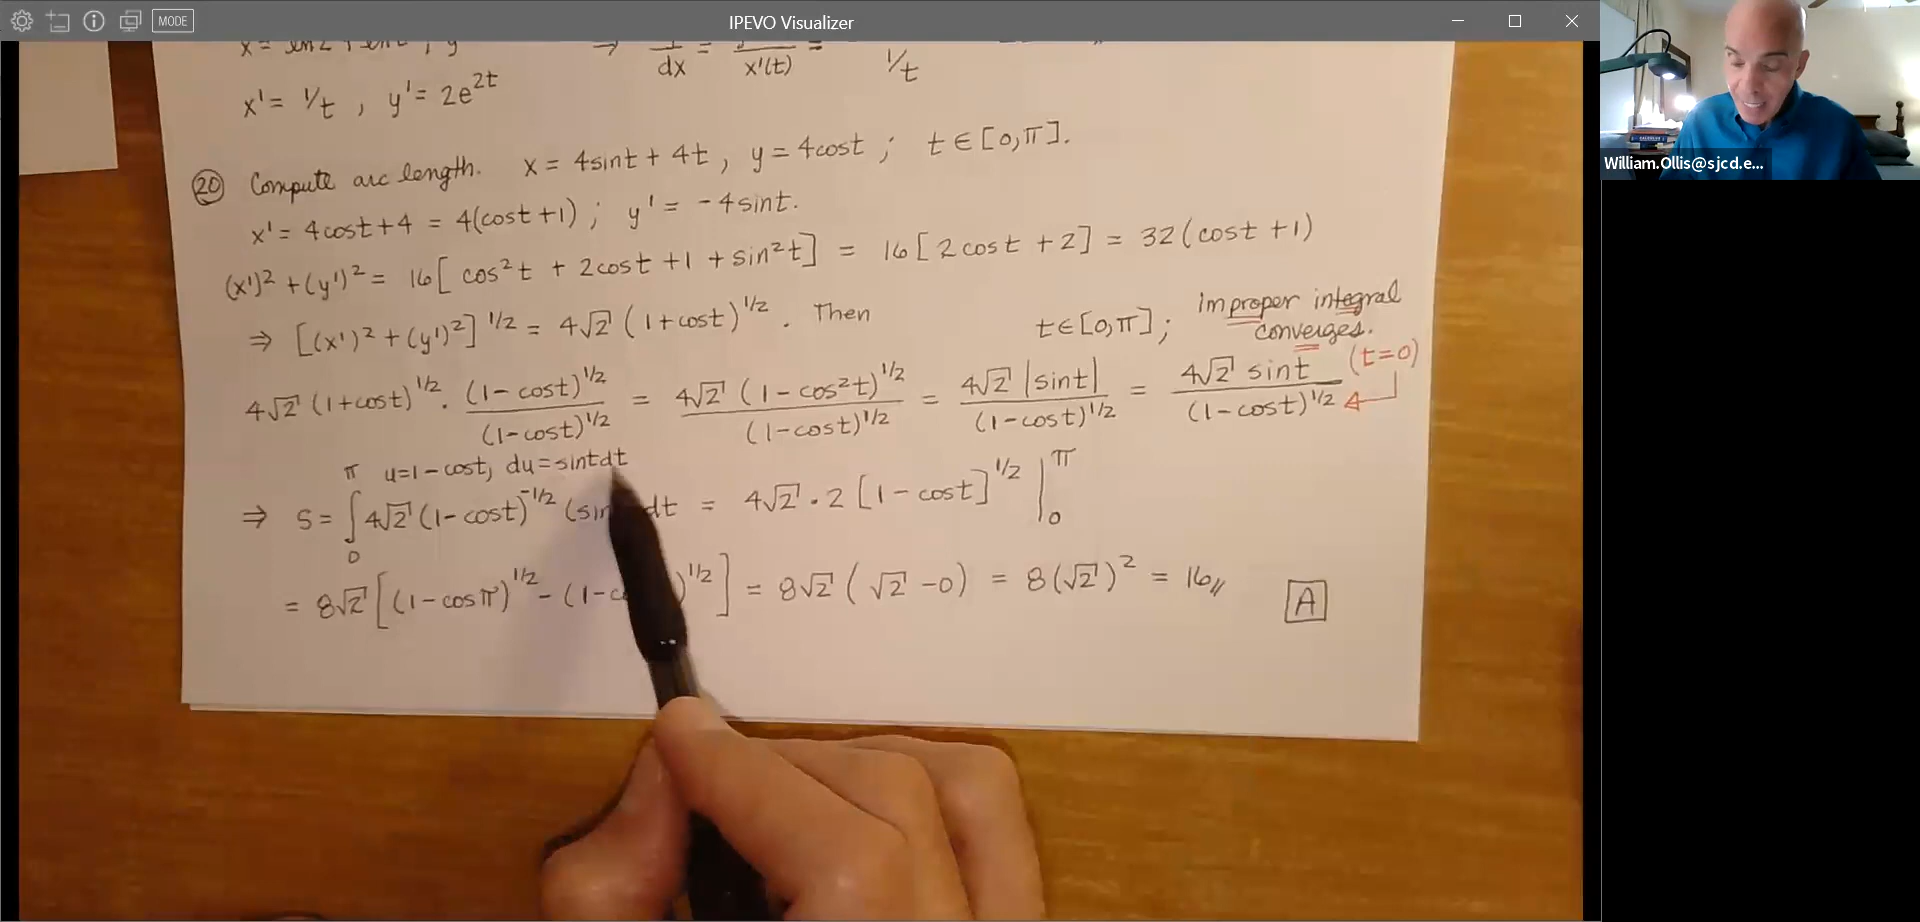 MODE
IPEVO Visualizer
William.Ollis@sjcd.e...
dx = x'(t) = 1/t
x' = 1/t , y' = 2e^{2t}
⑳ Compute arc length. x = 4sint + 4t , y = 4cost ; t ∈ [0,π].
x' = 4cost + 4 = 4(cost+1) ; y' = -4sint.
(x')² + (y')² = 16[ cos²t + 2cost + 1 + sin²t ] = 16[ 2cost + 2 ] = 32(cost + 1)
⇒ [(x')² + (y')²]^{1/2} = 4√2 (1+cost)^{1/2} . Then t ∈ [0,π] ; Improper integral
converges.
(t=0)
4√2 (1+cost)^{1/2} · (1-cost)^{1/2} / (1-cost)^{1/2} = 4√2 (1-cos²t)^{1/2} / (1-cost)^{1/2} = 4√2 |sint| / (1-cost)^{1/2} = 4√2 sint / (1-cost)^{1/2}
u=1-cost, du=sintdt
⇒ S = ∫_0^π 4√2 (1-cost)^{-1/2} (sin dt = 4√2 · 2 [1-cost]^{1/2} |_0^π
= 8√2 [(1-cosπ)^{1/2} - (1-c )^{1/2}] = 8√2 (√2 - 0) = 8(√2)² = 16 //
A